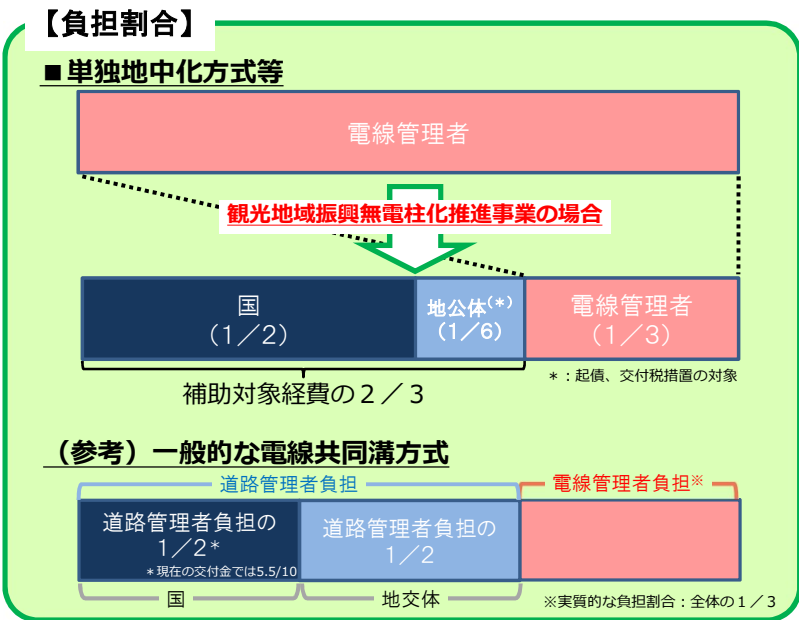 【負担割合】
■単独地中化方式等
電線管理者
観光地域振興無電柱化推進事業の場合
国
(1／2)
地公体(*)
(1／6)
電線管理者
(1／3)
補助対象経費の2／3
*：起債、交付税措置の対象
（参考）一般的な電線共同溝方式
道路管理者負担
電線管理者負担※
道路管理者負担の
1／2*
*現在の交付金では5.5/10
道路管理者負担の
1／2
国
地交体
※実質的な負担割合：全体の1／3